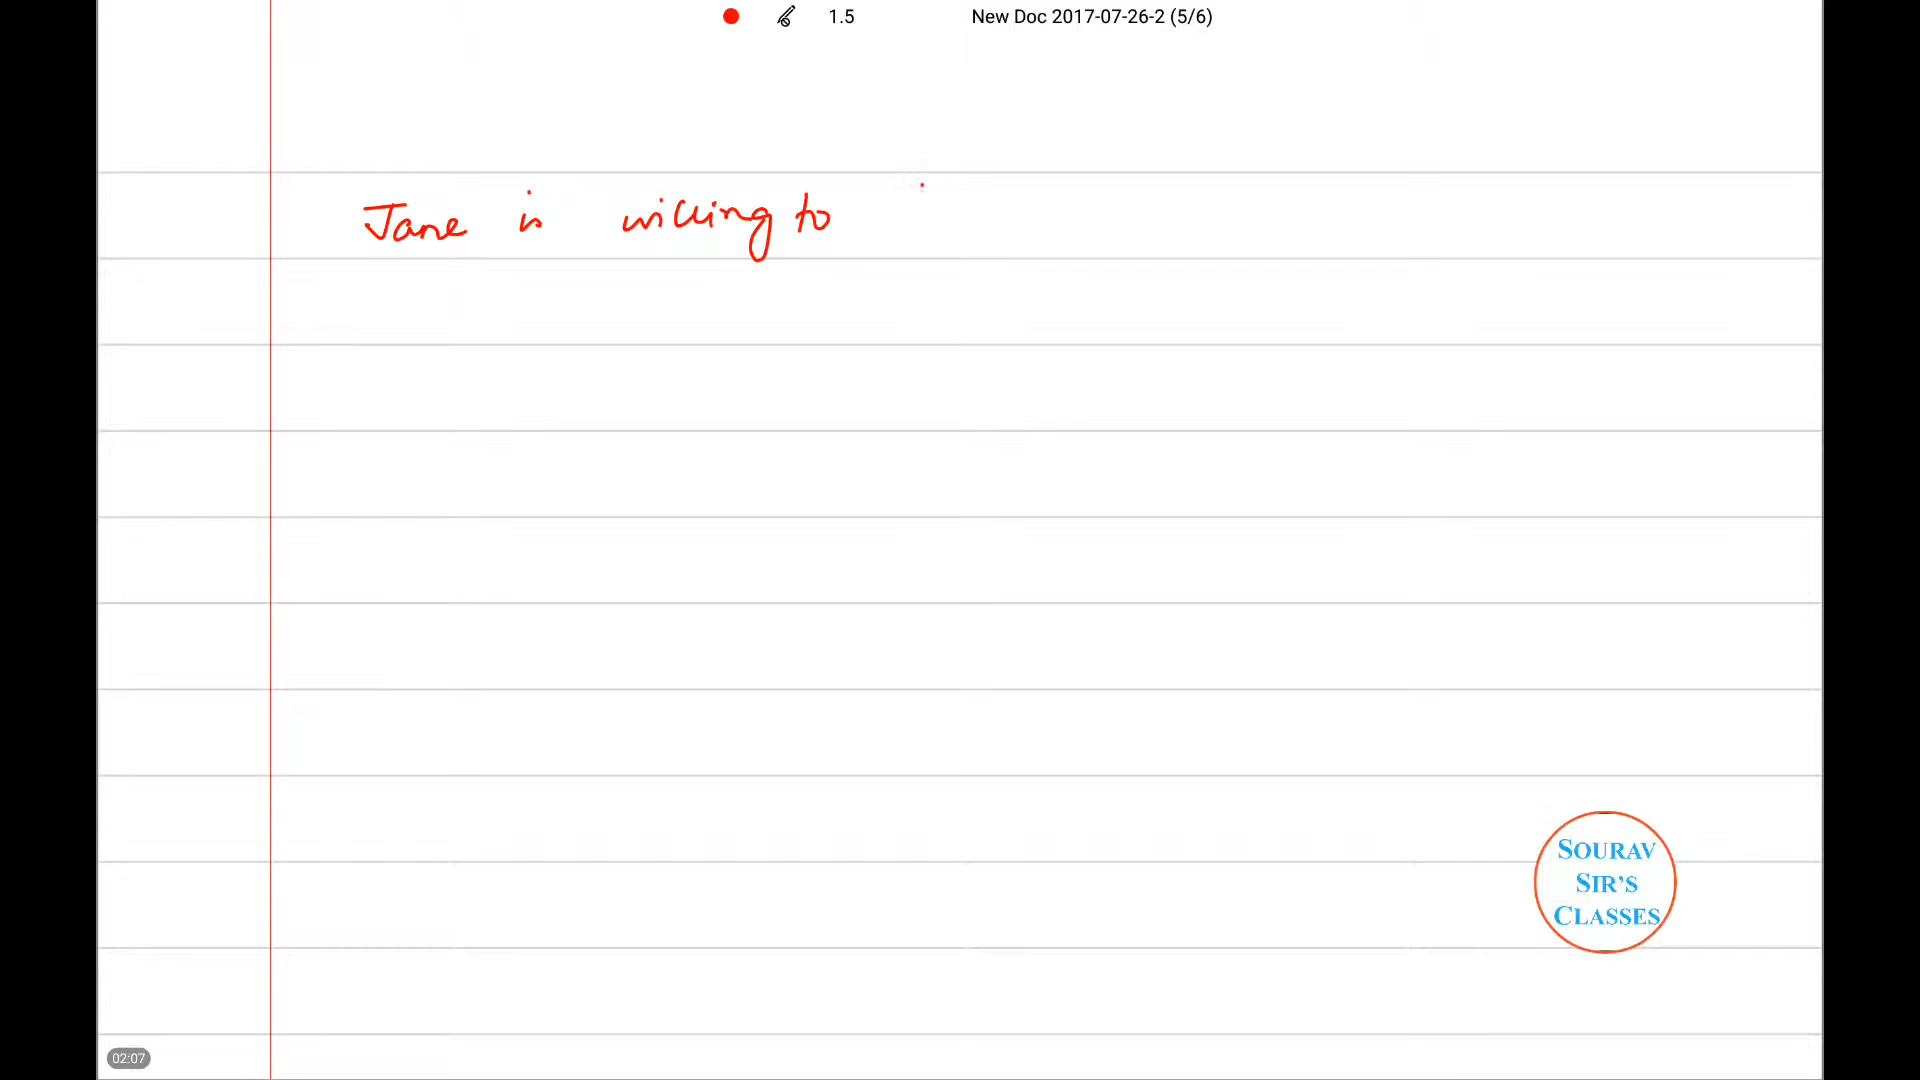 1.5 New Doc 2017-07-26-2 (5/6)
Jane is willing to
SOURAV
SIR'S
CLASSES
02:07